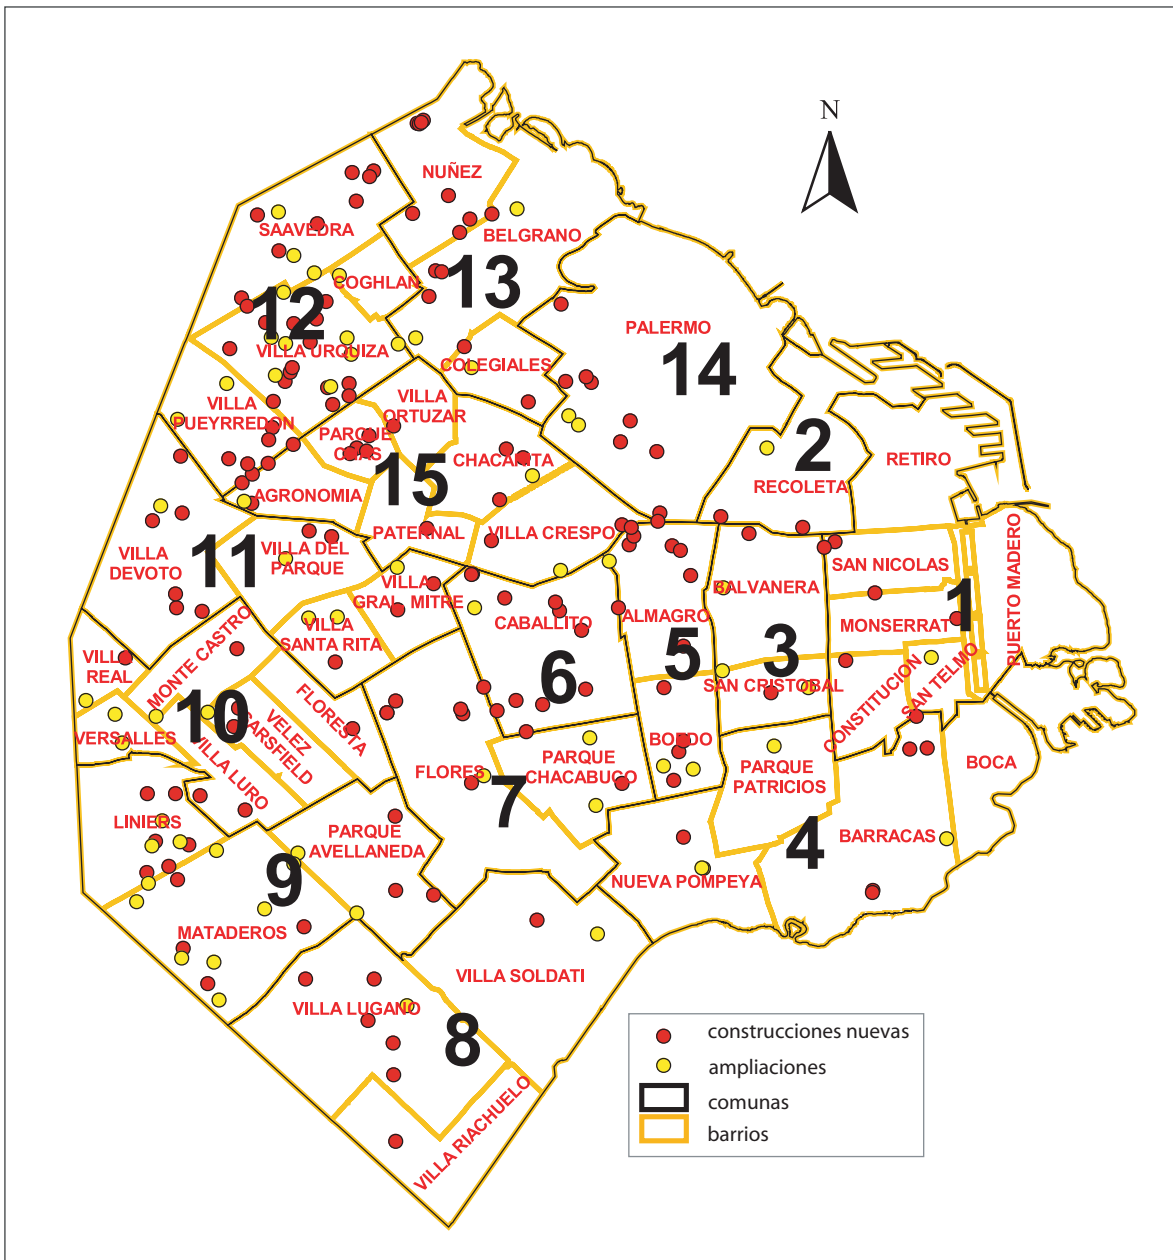 N
NUÑEZ
SAAVEDRA
BELGRANO
COGHLAN
13
12
PALERMO
VILLA URQUIZA
COLEGIALES
14
VILLA
ORTUZAR
VILLA
PUEYRREDON
PARQUE
CHAS
2
CHACARITA
RETIRO
15
RECOLETA
AGRONOMIA
PATERNAL
VILLA CRESPO
PUERTO MADERO
11
VILLA DEL
PARQUE
VILLA
DEVOTO
SAN NICOLAS
VILLA
GRAL. MITRE
BALVANERA
1
CABALLITO
ALMAGRO
MONSERRAT
VILLA
SANTA RITA
MONTE CASTRO
5
3
6
VILLA
REAL
SAN CRISTOBAL
CONSTITUCION
SAN TELMO
10
FLORESTA
VELEZ
SARSFIELD
VERSALLES
VILLA LURO
BOEDO
PARQUE
CHACABUCO
PARQUE
PATRICIOS
BOCA
FLORES
7
LINIERS
PARQUE
AVELLANEDA
BARRACAS
4
9
NUEVA POMPEYA
MATADEROS
VILLA SOLDATI
VILLA LUGANO
8
VILLA RIACHUELO
construcciones nuevas
ampliaciones
comunas
barrios